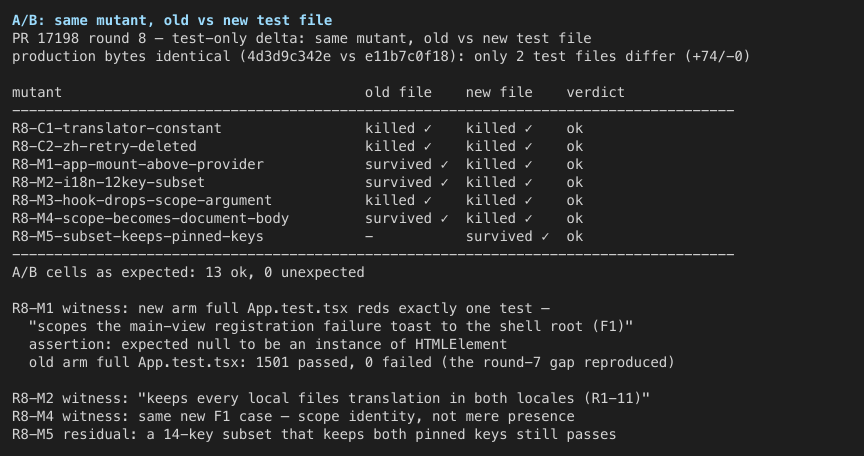 A/B: same mutant, old vs new test file
PR 17198 round 8 — test-only delta: same mutant, old vs new test file
production bytes identical (4d3d9c342e vs e11b7c0f18): only 2 test files differ (+74/-0)
mutant old file new file verdict
R8-C1-translator-constant killed ✓ killed ✓ ok
R8-C2-zh-retry-deleted killed ✓ killed ✓ ok
R8-M1-app-mount-above-provider survived ✓ killed ✓ ok
R8-M2-i18n-12key-subset survived ✓ killed ✓ ok
R8-M3-hook-drops-scope-argument killed ✓ killed ✓ ok
R8-M4-scope-becomes-document-body survived ✓ killed ✓ ok
R8-M5-subset-keeps-pinned-keys – survived ✓ ok
A/B cells as expected: 13 ok, 0 unexpected
R8-M1 witness: new arm full App.test.tsx reds exactly one test —
"scopes the main-view registration failure toast to the shell root (F1)"
assertion: expected null to be an instance of HTMLElement
old arm full App.test.tsx: 1501 passed, 0 failed (the round-7 gap reproduced)
R8-M2 witness: "keeps every local files translation in both locales (R1-11)"
R8-M4 witness: same new F1 case — scope identity, not mere presence
R8-M5 residual: a 14-key subset that keeps both pinned keys still passes